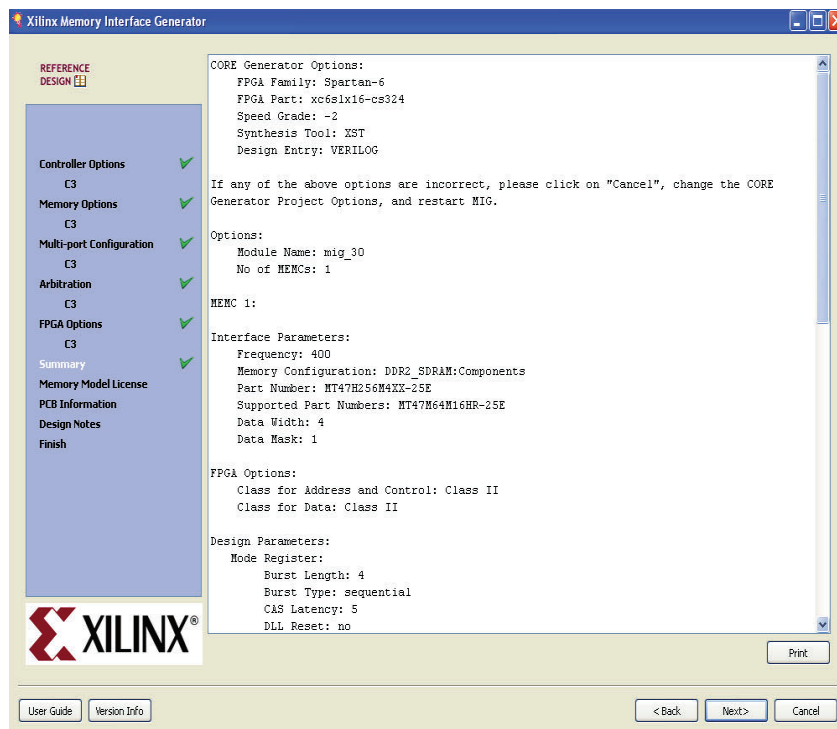 Xilinx Memory Interface Generator
REFERENCE
DESIGN
Controller Options
C3
Memory Options
C3
Multi-port Configuration
C3
Arbitration
C3
FPGA Options
C3
Summary
Memory Model License
PCB Information
Design Notes
Finish
XILINX®
CORE Generator Options:
FPGA Family: Spartan-6
FPGA Part: xc6slx16-cs324
Speed Grade: -2
Synthesis Tool: XST
Design Entry: VERILOG
If any of the above options are incorrect, please click on "Cancel", change the CORE
Generator Project Options, and restart MIG.
Options:
Module Name: mig_30
No of MEMCs: 1
MEMC 1:
Interface Parameters:
Frequency: 400
Memory Configuration: DDR2_SDRAM:Components
Part Number: MT47H256M4XX-25E
Supported Part Numbers: MT47M64M16HR-25E
Data Width: 4
Data Mask: 1
FPGA Options:
Class for Address and Control: Class II
Class for Data: Class II
Design Parameters:
Mode Register:
Burst Length: 4
Burst Type: sequential
CAS Latency: 5
DLL Reset: no
Print
User Guide
Version Info
< Back
Next>
Cancel